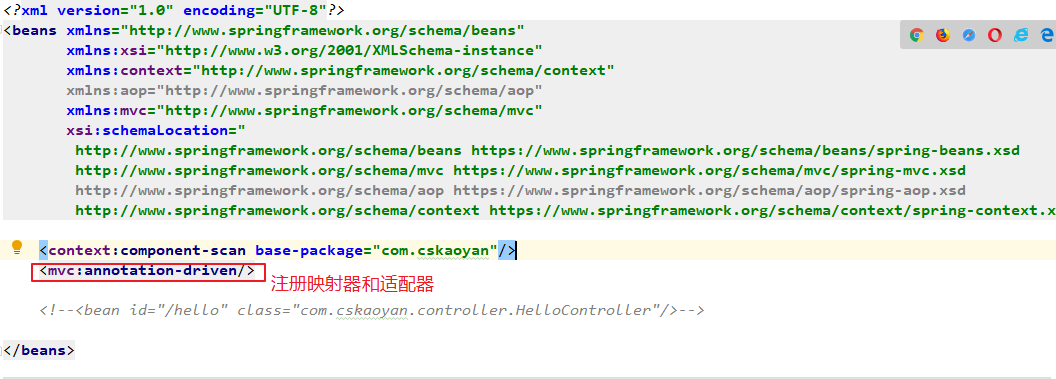 <?xml version="1.0" encoding="UTF-8"?>
<beans xmlns="http://www.springframework.org/schema/beans"
xmlns:xsi="http://www.w3.org/2001/XMLSchema-instance"
xmlns:context="http://www.springframework.org/schema/context"
xmlns:aop="http://www.springframework.org/schema/aop"
xmlns:mvc="http://www.springframework.org/schema/mvc"
xsi:schemaLocation="
http://www.springframework.org/schema/beans https://www.springframework.org/schema/beans/spring-beans.xsd
http://www.springframework.org/schema/mvc https://www.springframework.org/schema/mvc/spring-mvc.xsd
http://www.springframework.org/schema/aop https://www.springframework.org/schema/aop/spring-aop.xsd
http://www.springframework.org/schema/context https://www.springframework.org/schema/context/spring-context.x
<context:component-scan base-package="com.cskaoyan"/>
<mvc:annotation-driven/> 注册映射器和适配器
<!--<bean id="/hello" class="com.cskaoyan.controller.HelloController"/>-->
</beans>